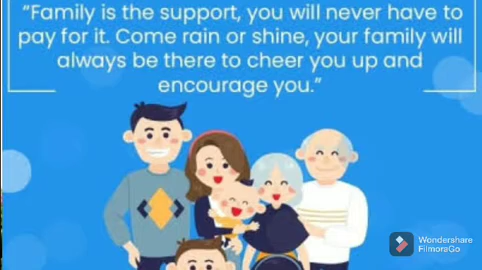 “Family is the support, you will never have to
pay for it. Come rain or shine, your family will
always be there to cheer you up and
encourage you.”
Wondershare
FilmoraGo